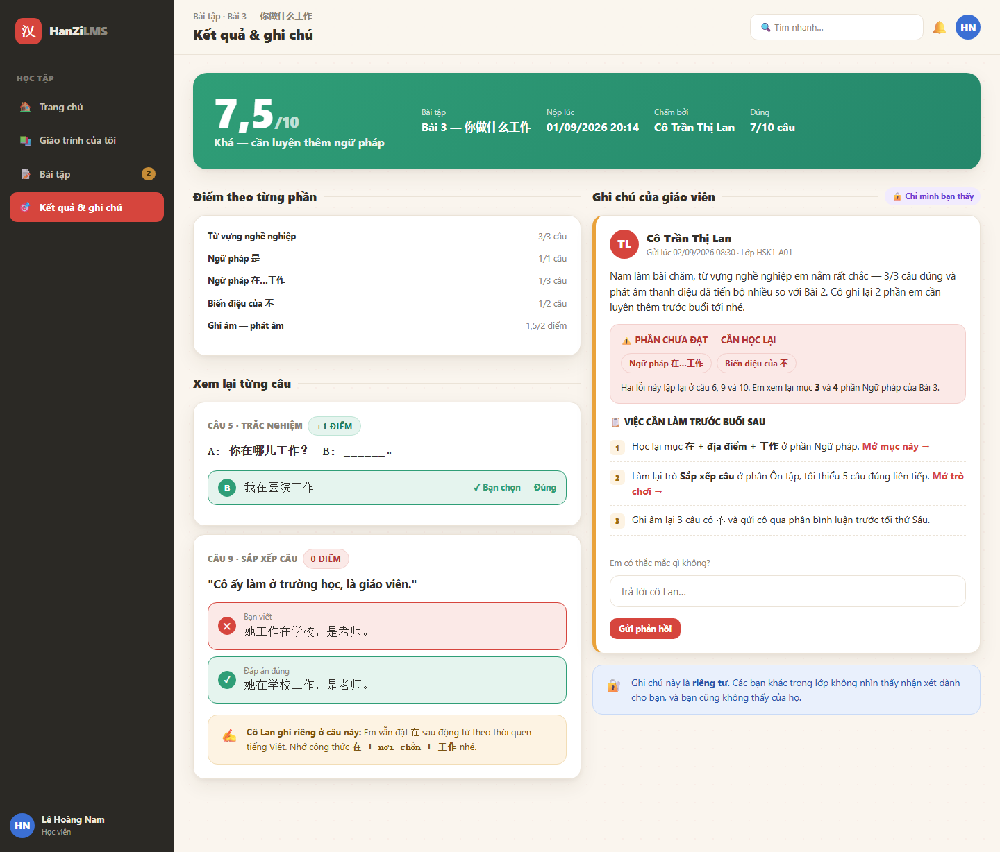 汉 HanZiLMS
HỌC TẬP
Trang chủ
Giáo trình của tôi
Bài tập 2
Kết quả & ghi chú
HN Lê Hoàng Nam
Học viên
Bài tập · Bài 3 — 你做什么工作
Kết quả & ghi chú
Tìm nhanh...
HN
7,5/10
Khá — cần luyện thêm ngữ pháp
Bài tập
Bài 3 — 你做什么工作
Nộp lúc
01/09/2026 20:14
Chấm bởi
Cô Trần Thị Lan
Đúng
7/10 câu
Điểm theo từng phần
Từ vựng nghề nghiệp 3/3 câu
Ngữ pháp 是 1/1 câu
Ngữ pháp 在...工作 1/3 câu
Biến điệu của 不 1/2 câu
Ghi âm — phát âm 1,5/2 điểm
Xem lại từng câu
CÂU 5 · TRẮC NGHIỆM +1 ĐIỂM
A: 你在哪儿工作？ B: ______。
B 我在医院工作 ✓ Bạn chọn — Đúng
CÂU 9 · SẮP XẾP CÂU 0 ĐIỂM
"Cô ấy làm ở trường học, là giáo viên."
✕ Bạn viết
她工作在学校，是老师。
✓ Đáp án đúng
她在学校工作，是老师。
Cô Lan ghi riêng ở câu này: Em vẫn đặt 在 sau động từ theo thói quen
tiếng Việt. Nhớ công thức 在 + nơi chốn + 工作 nhé.
Ghi chú của giáo viên
Chỉ mình bạn thấy
TL Cô Trần Thị Lan
Gửi lúc 02/09/2026 08:30 · Lớp HSK1-A01
Nam làm bài chăm, từ vựng nghề nghiệp em nắm rất chắc — 3/3 câu đúng và
phát âm thanh điệu đã tiến bộ nhiều so với Bài 2. Cô ghi lại 2 phần em cần
luyện thêm trước buổi tới nhé.
PHẦN CHƯA ĐẠT — CẦN HỌC LẠI
Ngữ pháp 在...工作
Biến điệu của 不
Hai lỗi này lặp lại ở câu 6, 9 và 10. Em xem lại mục 3 và 4 phần Ngữ pháp của Bài 3.
VIỆC CẦN LÀM TRƯỚC BUỔI SAU
1 Học lại mục 在 + địa điểm + 工作 ở phần Ngữ pháp. Mở mục này →
2 Làm lại trò Sắp xếp câu ở phần Ôn tập, tối thiểu 5 câu đúng liên tiếp. Mở trò
chơi →
3 Ghi âm lại 3 câu có 不 và gửi cô qua phần bình luận trước tối thứ Sáu.
Em có thắc mắc gì không?
Trả lời cô Lan...
Gửi phản hồi
Ghi chú này là riêng tư. Các bạn khác trong lớp không nhìn thấy nhận xét dành
cho bạn, và bạn cũng không thấy của họ.